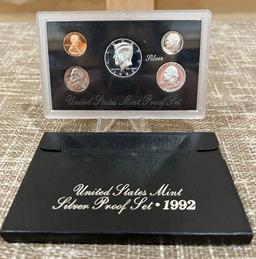 Silver
United States Mint Proof Set
United States Mint
Silver Proof Set · 1992